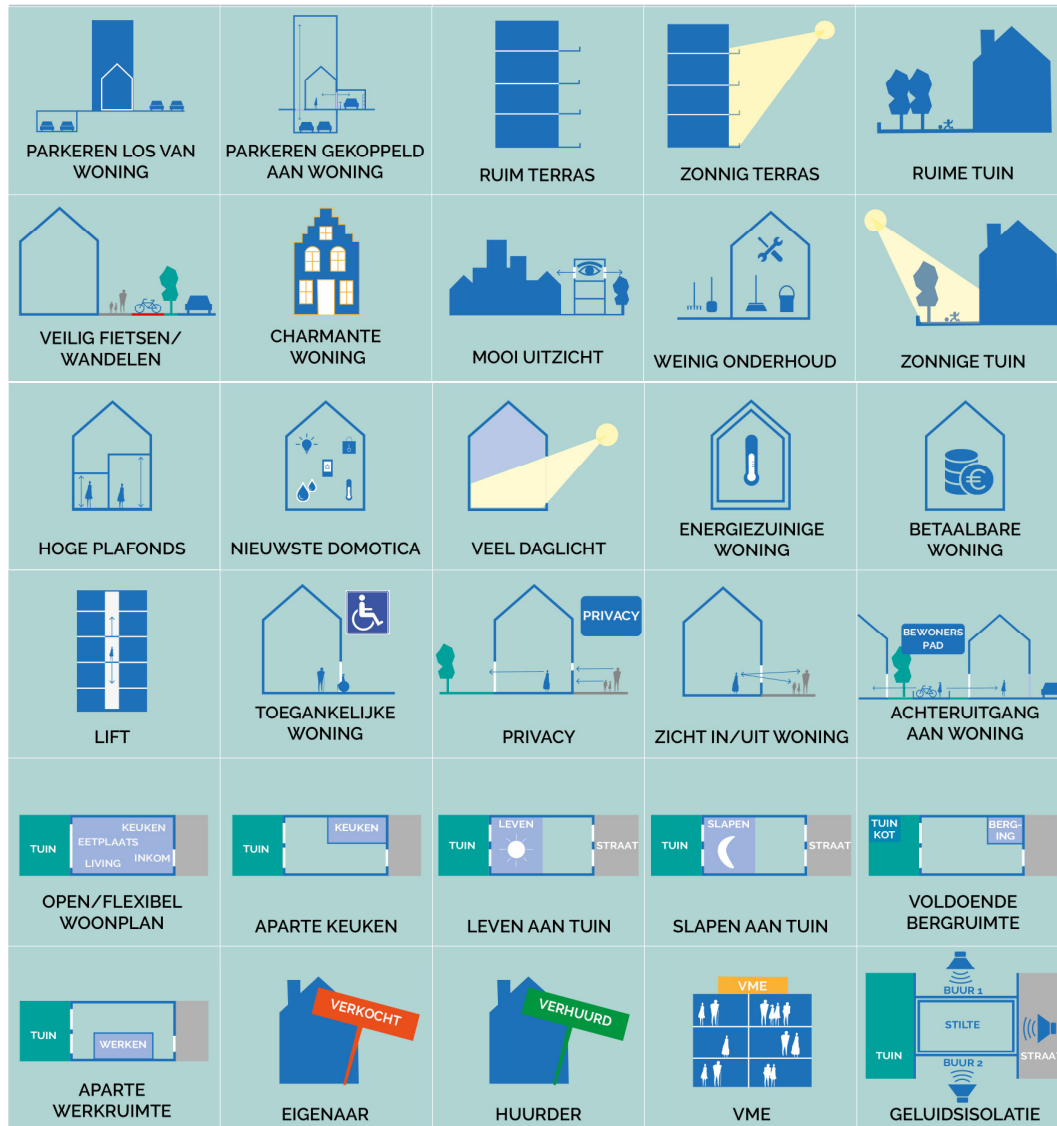 PARKEREN LOS VAN
WONING
PARKEREN GEKOPPELD
AAN WONING
RUIM TERRAS
ZONNIG TERRAS
RUIME TUIN
VEILIG FIETSEN/
WANDELEN
CHARMANTE
WONING
MOOI UITZICHT
WEINIG ONDERHOUD
ZONNIGE TUIN
HOGE PLAFONDS
NIEUWSTE DOMOTICA
VEEL DAGLICHT
ENERGIEZUINIGE
WONING
€
BETAALBARE
WONING
LIFT
TOEGANKELIJKE
WONING
PRIVACY
PRIVACY
ZICHT IN/UIT WONING
BEWONERS
PAD
ACHTERUITGANG
AAN WONING
TUIN
KEUKEN
EETPLAATS
LIVING
INKOM
OPEN/FLEXIBEL
WOONPLAN
TUIN
KEUKEN
APARTE KEUKEN
TUIN
LEVEN
STRAAT
LEVEN AAN TUIN
TUIN
SLAPEN
STRAAT
SLAPEN AAN TUIN
TUIN
KOT
BERG-
ING
VOLDOENDE
BERGRUIMTE
TUIN
WERKEN
APARTE
WERKRUIMTE
VERKOCHT
EIGENAAR
VERHUURD
HUURDER
VME
VME
BUUR 1
STILTE
TUIN
STRAAT
BUUR 2
GELUIDSISOLATIE